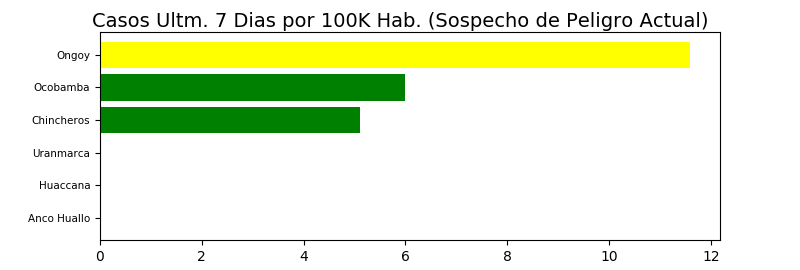 Casos Ultm. 7 Dias por 100K Hab. (Sospecho de Peligro Actual)
Ongoy
Ocobamba
Chincheros
Uranmarca
Huaccana
Anco Huallo
0 2 4 6 8 10 12